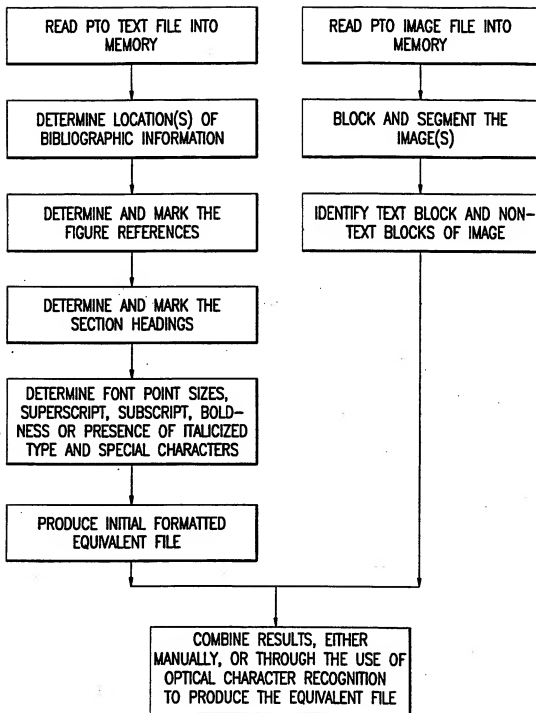 READ PTO TEXT FILE INTO
MEMORY
DETERMINE LOCATION(S) OF
BIBLIOGRAPHIC INFORMATION
DETERMINE AND MARK THE
FIGURE REFERENCES
DETERMINE AND MARK THE
SECTION HEADINGS
DETERMINE FONT POINT SIZES,
SUPERSCRIPT, SUBSCRIPT, BOLD-
NESS OR PRESENCE OF ITALICIZED
TYPE AND SPECIAL CHARACTERS
PRODUCE INITIAL FORMATTED
EQUIVALENT FILE
READ PTO IMAGE FILE INTO
MEMORY
BLOCK AND SEGMENT THE
IMAGE(S)
IDENTIFY TEXT BLOCK AND NON-
TEXT BLOCKS OF IMAGE
COMBINE RESULTS, EITHER
MANUALLY, OR THROUGH THE USE OF
OPTICAL CHARACTER RECOGNITION
TO PRODUCE THE EQUIVALENT FILE